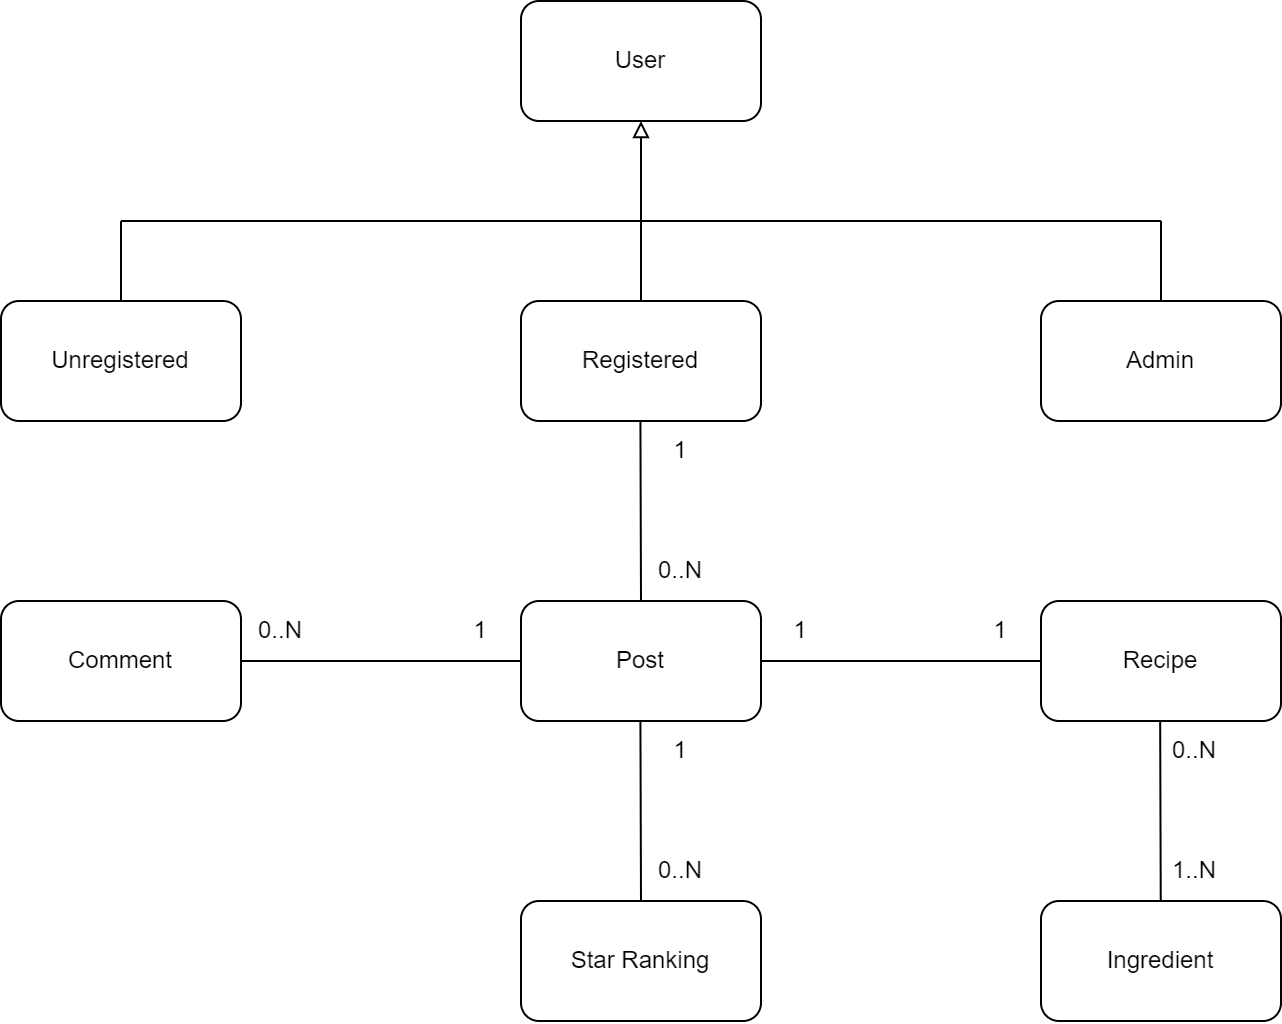 User
Unregistered
Registered
Admin
1
0..N
0..N
1
1
1
Comment
Post
Recipe
1
0..N
0..N
1..N
Star Ranking
Ingredient